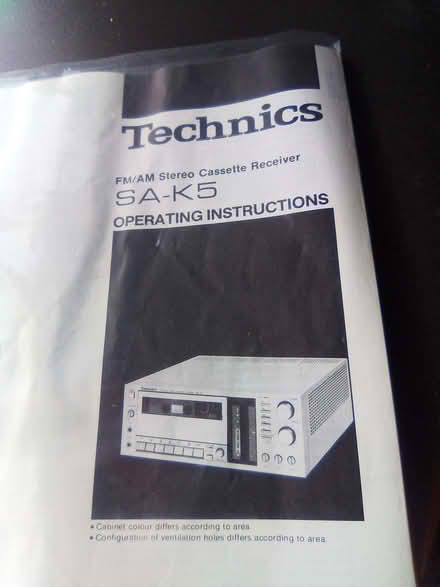 Technics
FM/AM Stereo Cassette Receiver
SA-K5
OPERATING INSTRUCTIONS
Technics
• Cabinet colour differs according to area.
• Configuration of ventilation holes differs according to area.